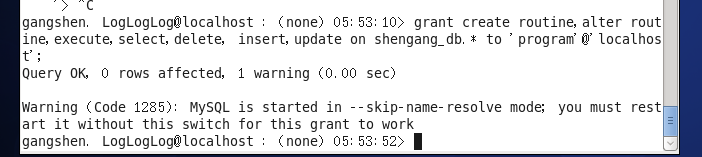 '> ^C
gangshen. LogLogLog@localhost : (none) 05:53:10> grant create routine,alter rout
ine,execute,select,delete, insert,update on shengang_db.* to 'program'@'localhos
t';
Query OK, 0 rows affected, 1 warning (0.00 sec)
Warning (Code 1285): MySQL is started in --skip-name-resolve mode; you must rest
art it without this switch for this grant to work
gangshen. LogLogLog@localhost : (none) 05:53:52>